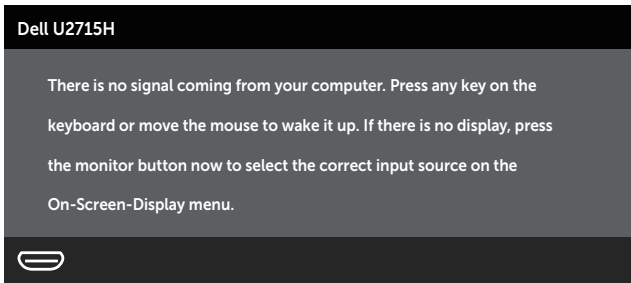 Dell U2715H
There is no signal coming from your computer. Press any key on the
keyboard or move the mouse to wake it up. If there is no display, press
the monitor button now to select the correct input source on the
On-Screen-Display menu.